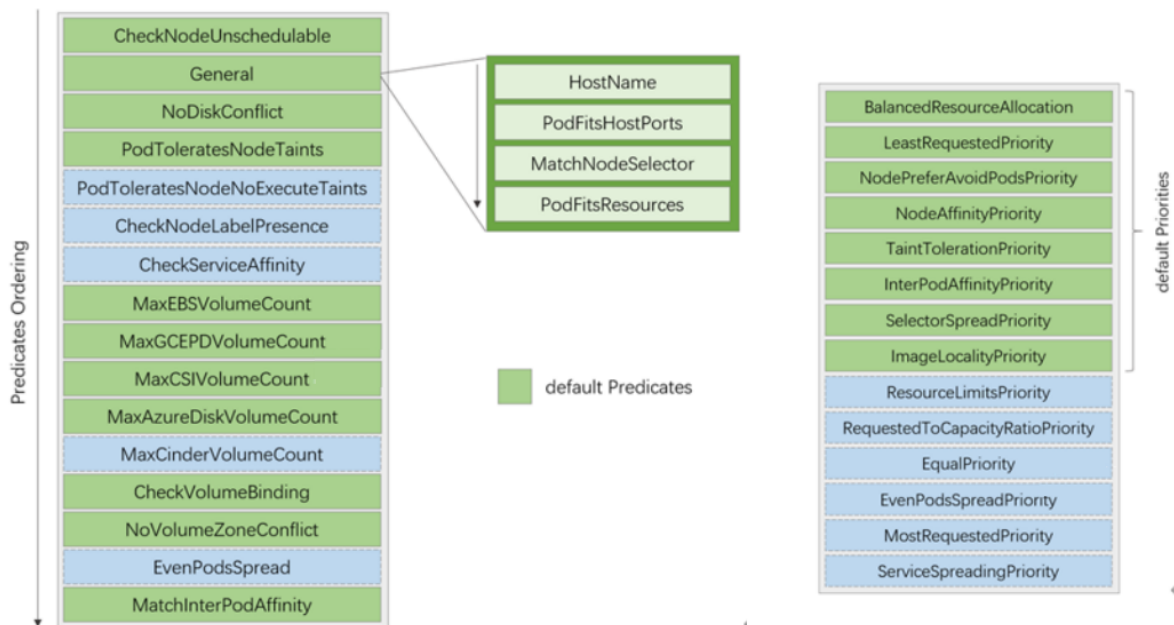 Predicates Ordering
CheckNodeUnschedulable
General
NoDiskConflict
PodToleratesNodeTaints
PodToleratesNodeNoExecuteTaints
CheckNodeLabelPresence
CheckServiceAffinity
MaxEBSVolumeCount
MaxGCEPDVolumeCount
MaxCSIVolumeCount
MaxAzureDiskVolumeCount
MaxCinderVolumeCount
CheckVolumeBinding
NoVolumeZoneConflict
EvenPodsSpread
MatchInterPodAffinity
HostName
PodFitsHostPorts
MatchNodeSelector
PodFitsResources
default Predicates
BalancedResourceAllocation
LeastRequestedPriority
NodePreferAvoidPodsPriority
NodeAffinityPriority
TaintTolerationPriority
InterPodAffinityPriority
SelectorSpreadPriority
ImageLocalityPriority
ResourceLimitsPriority
RequestedToCapacityRatioPriority
EqualPriority
EvenPodsSpreadPriority
MostRequestedPriority
ServiceSpreadingPriority
default Priorities